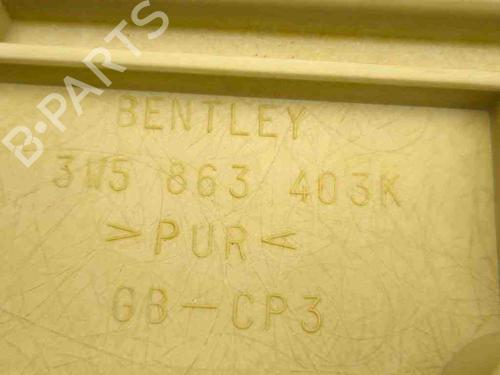 B-PARTS
BENTLEY
3W5 863 403K
>PUR<
GB-CP3